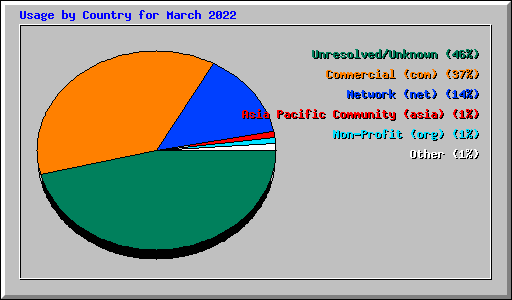 Usage by Country for March 2022
Unresolved/Unknown (46%)
Commercial (com) (37%)
Network (net) (14%)
Asia Pacific Community (asia) (1%)
Non-Profit (org) (1%)
Other (1%)